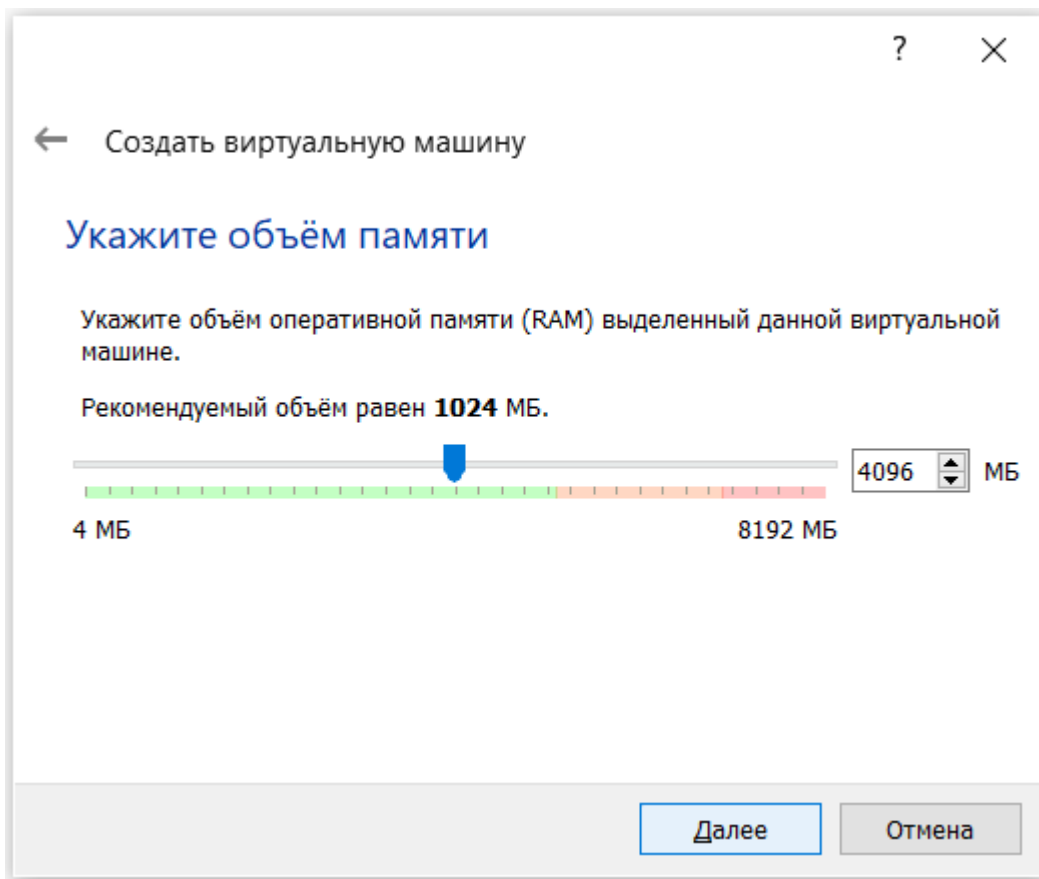 ?
Создать виртуальную машину
Укажите объём памяти
Укажите объём оперативной памяти (RAM) выделенный данной виртуальной
машине.
Рекомендуемый объём равен 1024 МБ.
4096 МБ
4 МБ 8192 МБ
Далее Отмена